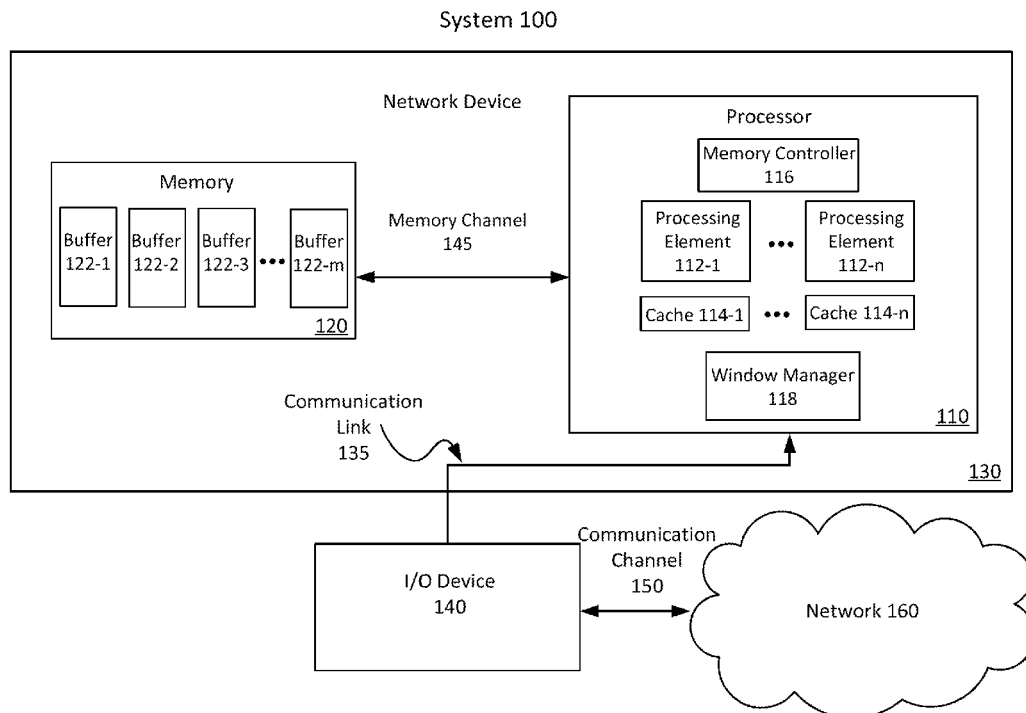 System 100
Network Device
Processor
Memory Controller
116
Memory
Processing
Element
112-1
•••
Processing
Element
112-n
Buffer
122-1
Buffer
122-2
Buffer
122-3
•••
Buffer
122-m
Memory Channel
145
Cache 114-1
•••
Cache 114-n
120
Window Manager
118
Communication
Link
135
110
130
Communication
Channel
150
I/O Device
140
Network 160